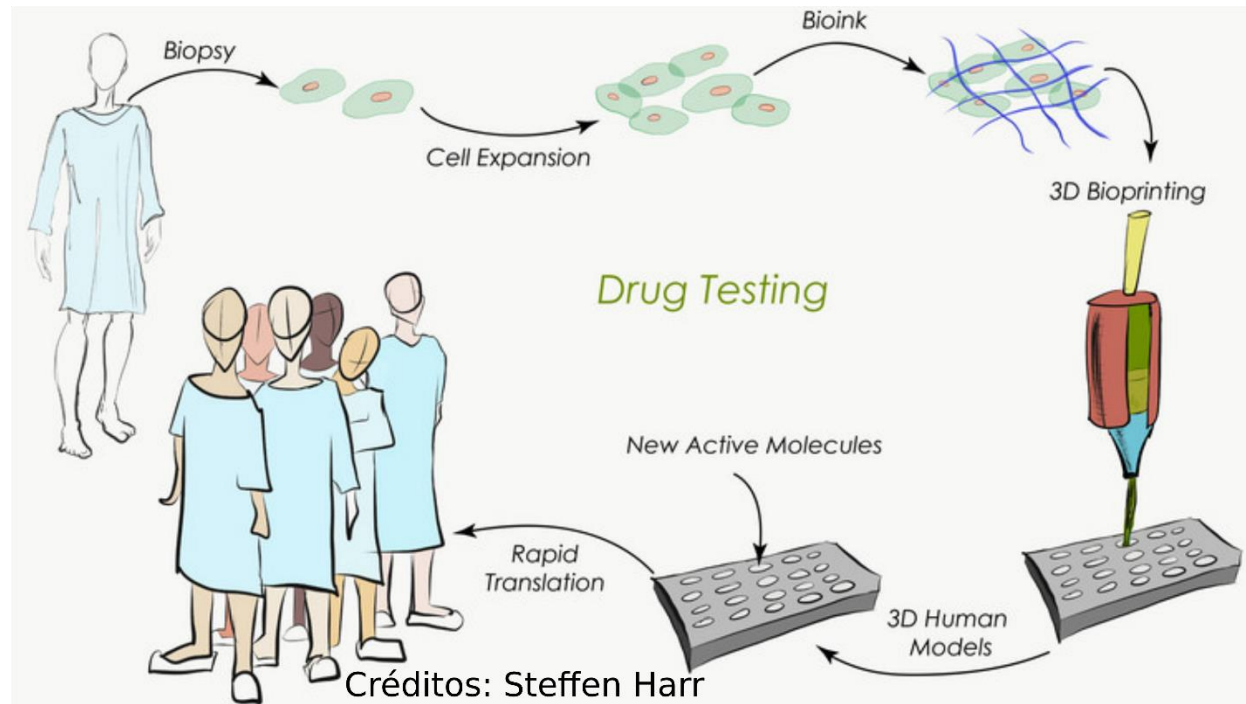 Biopsy
Bioink
Cell Expansion
3D Bioprinting
Drug Testing
New Active Molecules
Rapid
Translation
3D Human
Models
Créditos: Steffen Harr